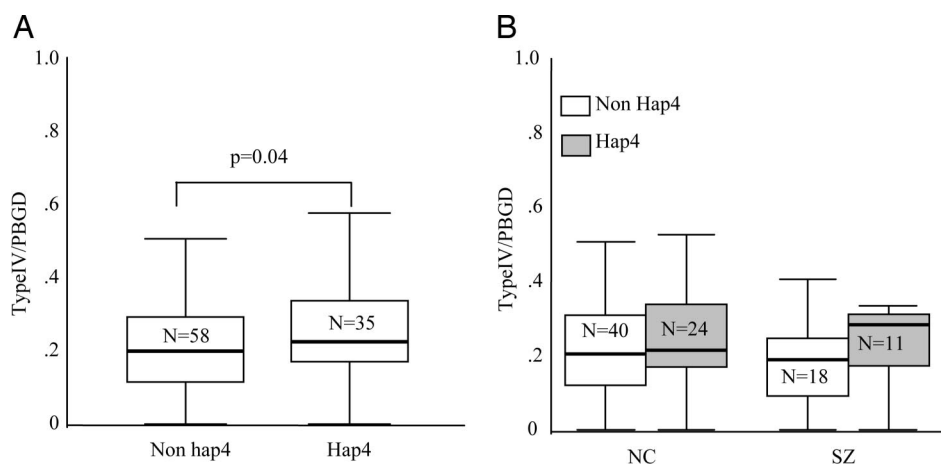 A
1.0
.8
.6
.4
.2
0
TypeIV/PBGD
p=0.04
N=58
N=35
Non hap4
Hap4
B
1.0
.8
.6
.4
.2
0
TypeIV/PBGD
Non Hap4
Hap4
N=40
N=24
N=18
N=11
NC
SZ